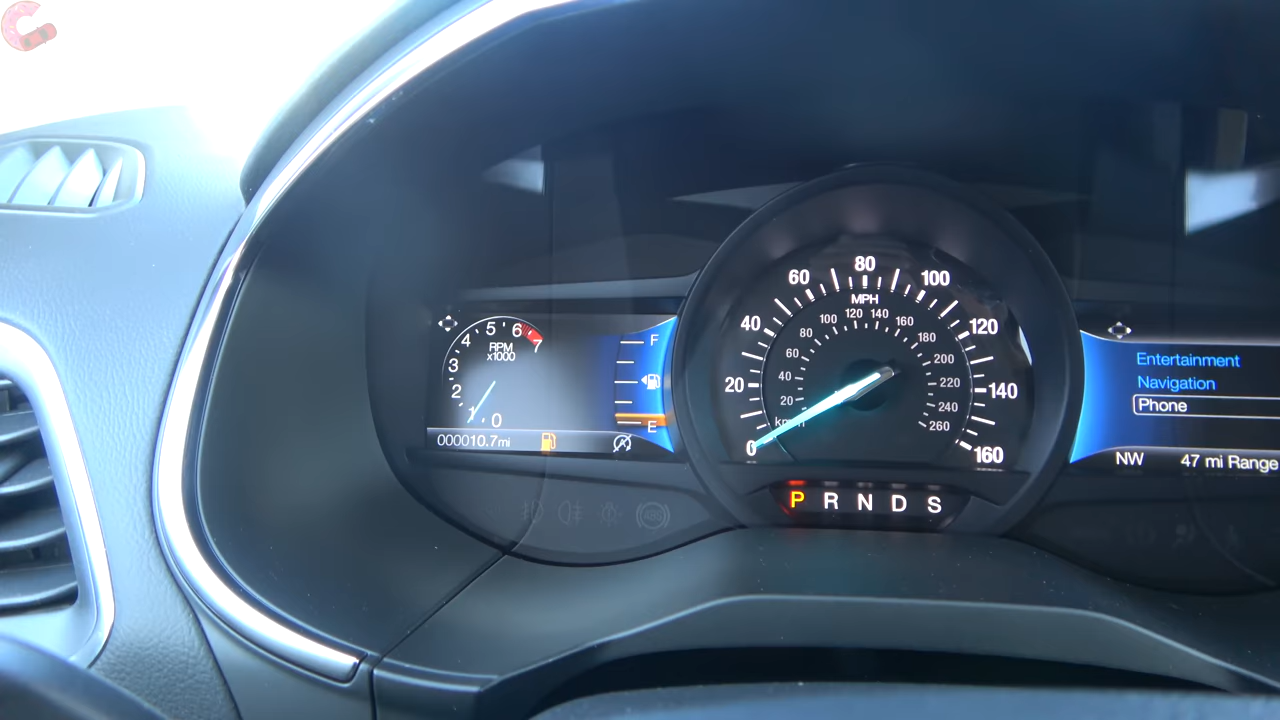 5 6
4 7
RPM
x1000
3
2
1 0
F
E
000010.7mi
80
60 100
MPH
40 120
20 140
0 160
120 140
100 160
80 180
60 200
40 220
20 240
260
km/h
P R N D S
ABS
Entertainment
Navigation
Phone
NW 47 mi Range